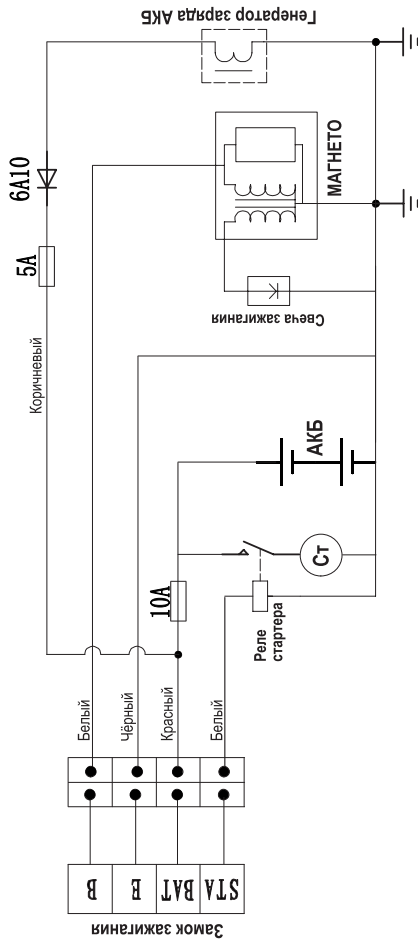 Генератор заряда АКБ
6А10
5А
МАГНЕТО
Свеча зажигания
Коричневый
АКБ
10А
Ст
Реле
стартера
Белый
Чёрный
Красный
Белый
B
E
BAT
STA
Замок зажигания